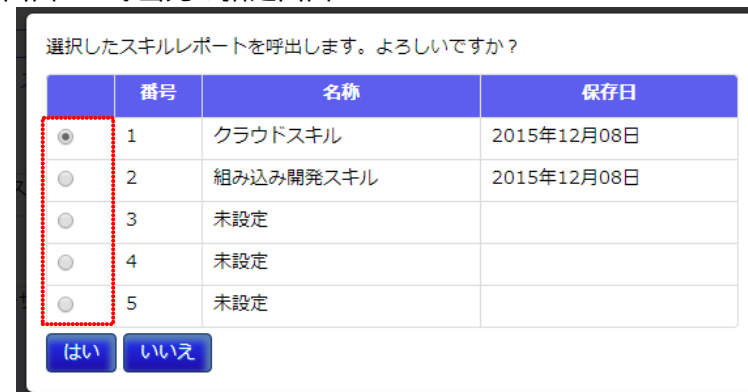 選択したスキルレポートを呼出します。よろしいですか？
番号 名称 保存日
1 クラウドスキル 2015年12月08日
2 組み込み開発スキル 2015年12月08日
3 未設定
4 未設定
5 未設定
はい いいえ